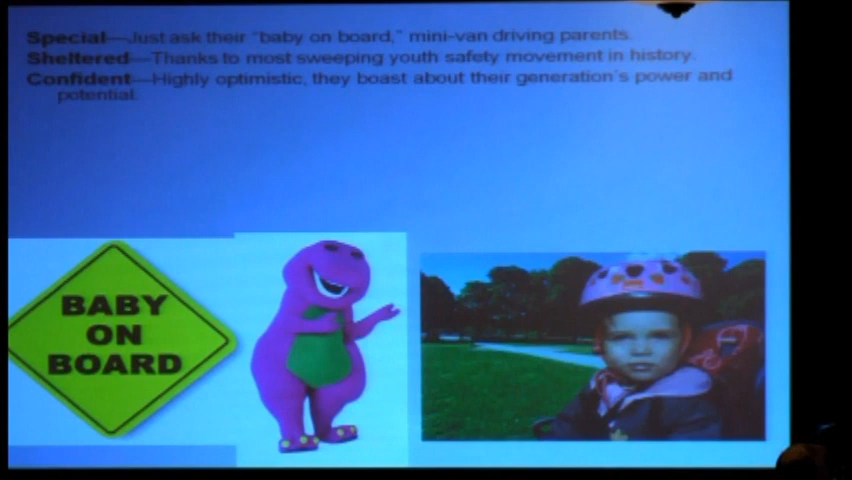 Special—Just ask their "baby on board," mini-van driving parents.
Sheltered—Thanks to most sweeping youth safety movement in history.
Confident—Highly optimistic, they boast about their generation's power and
potential.
BABY
ON
BOARD